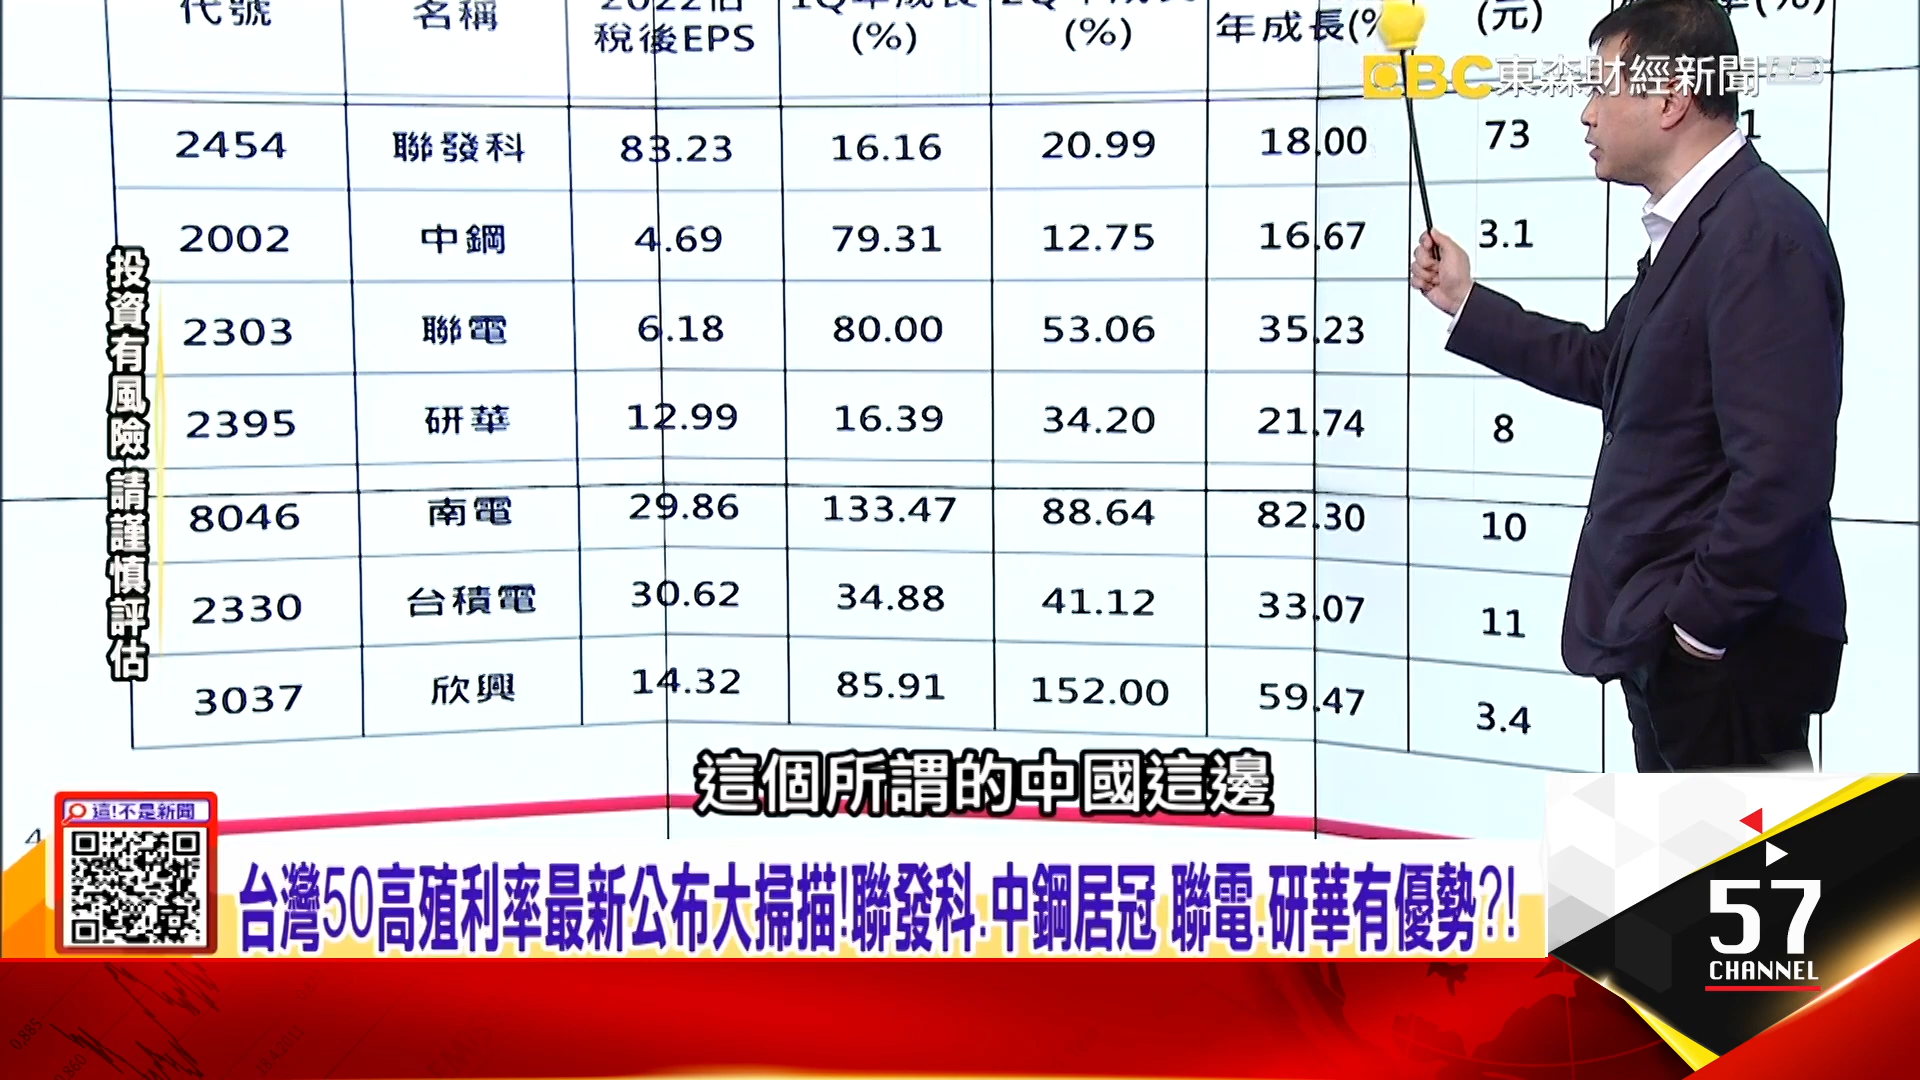 代號 名稱 稅後EPS (%) (%) 年成長(% (元)
EBC東森財經新聞
2454 聯發科 83.23 16.16 20.99 18.00 73
2002 中鋼 4.69 79.31 12.75 16.67 3.1
2303 聯電 6.18 80.00 53.06 35.23
2395 研華 12.99 16.39 34.20 21.74 8
8046 南電 29.86 133.47 88.64 82.30 10
2330 台積電 30.62 34.88 41.12 33.07 11
3037 欣興 14.32 85.91 152.00 59.47 3.4
投資有風險 請謹慎評估
這個所謂的中國這邊
這!不是新聞
台灣50高殖利率最新公布大掃描!聯發科.中鋼居冠 聯電.研華有優勢?!
57
CHANNEL